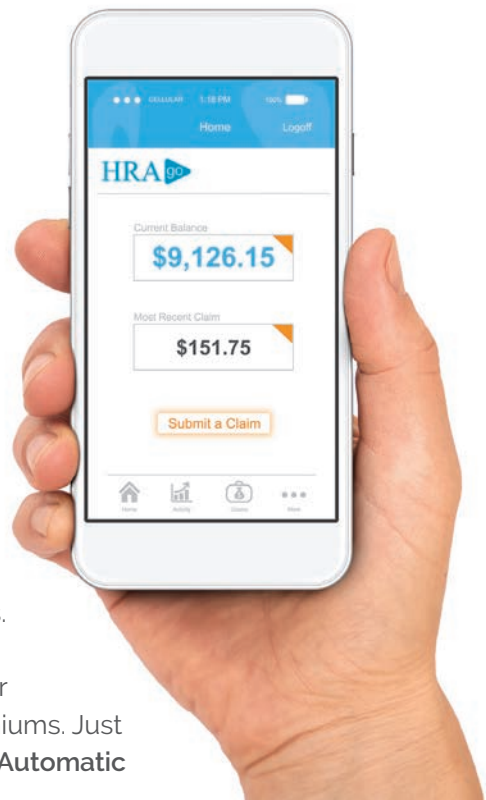 CELLULAR 1:18 PM 100%
Home Logoff
HRA go
Current Balance
$9,126.15
Most Recent Claim
$151.75
Submit a Claim
Home Activity Claims More
iums. Just
Automatic